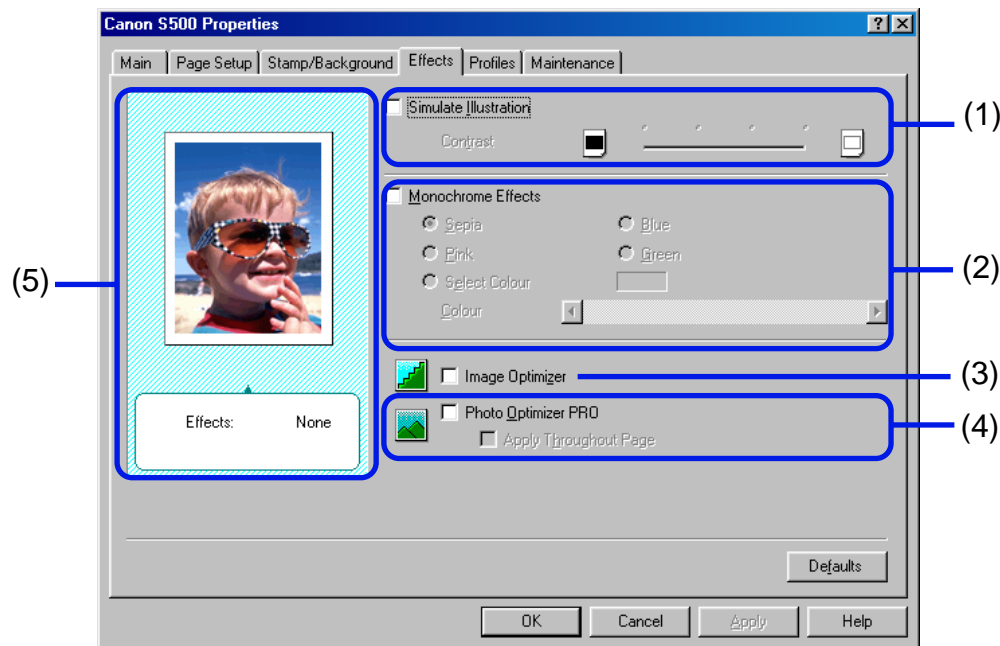 Canon S500 Properties
Main Page Setup Stamp/Background Effects Profiles Maintenance
Simulate Illustration
Contrast
(1)
Monochrome Effects
Sepia Blue
Pink Green
Select Colour
Colour
(2)
Image Optimizer
(3)
Photo Optimizer PRO
Apply Throughout Page
(4)
(5)
Effects: None
Defaults
OK Cancel Apply Help